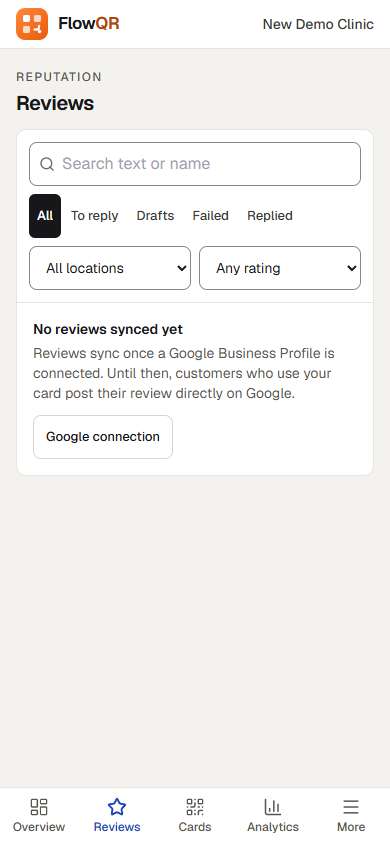 FlowQR
New Demo Clinic
REPUTATION
Reviews
Search text or name
All To reply Drafts Failed Replied
All locations Any rating
No reviews synced yet
Reviews sync once a Google Business Profile is
connected. Until then, customers who use your
card post their review directly on Google.
Google connection
Overview Reviews Cards Analytics More